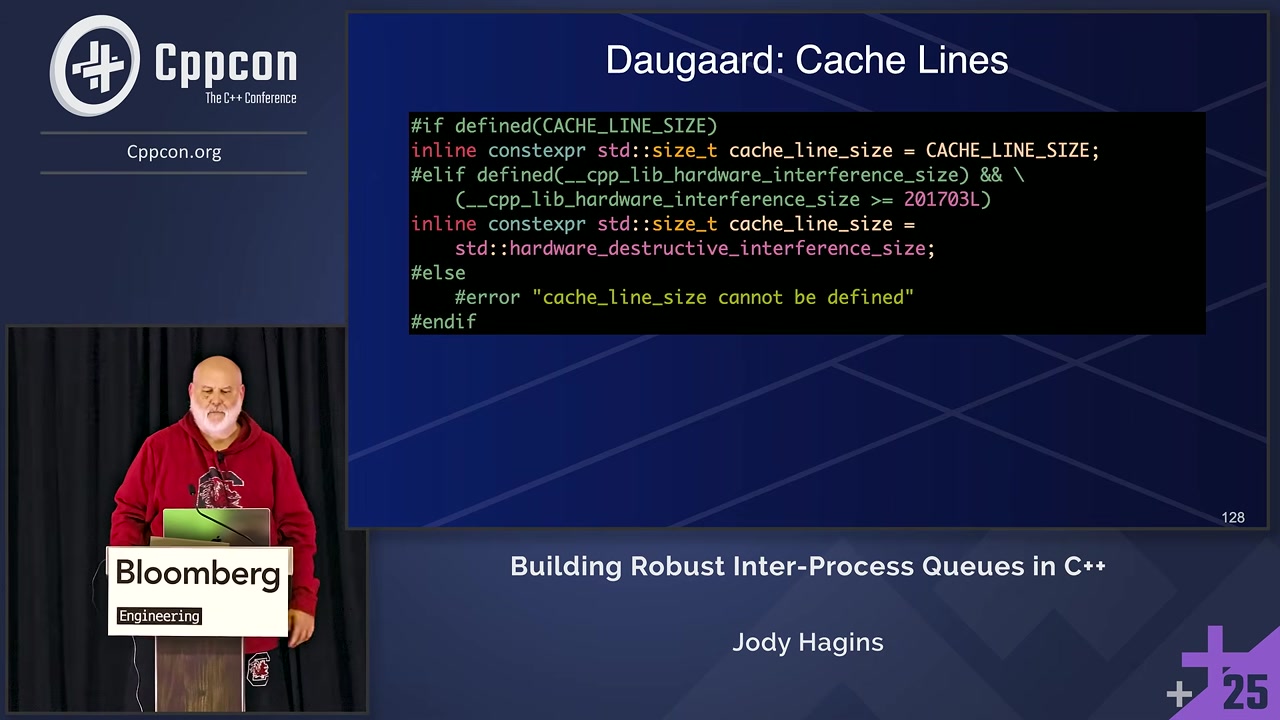 Cppcon
The C++ Conference
Cppcon.org
Daugaard: Cache Lines
#if defined(CACHE_LINE_SIZE)
inline constexpr std::size_t cache_line_size = CACHE_LINE_SIZE;
#elif defined(__cpp_lib_hardware_interference_size) && \
    (__cpp_lib_hardware_interference_size >= 201703L)
inline constexpr std::size_t cache_line_size =
    std::hardware_destructive_interference_size;
#else
    #error "cache_line_size cannot be defined"
#endif
128
Bloomberg
Engineering
Building Robust Inter-Process Queues in C++
Jody Hagins
25